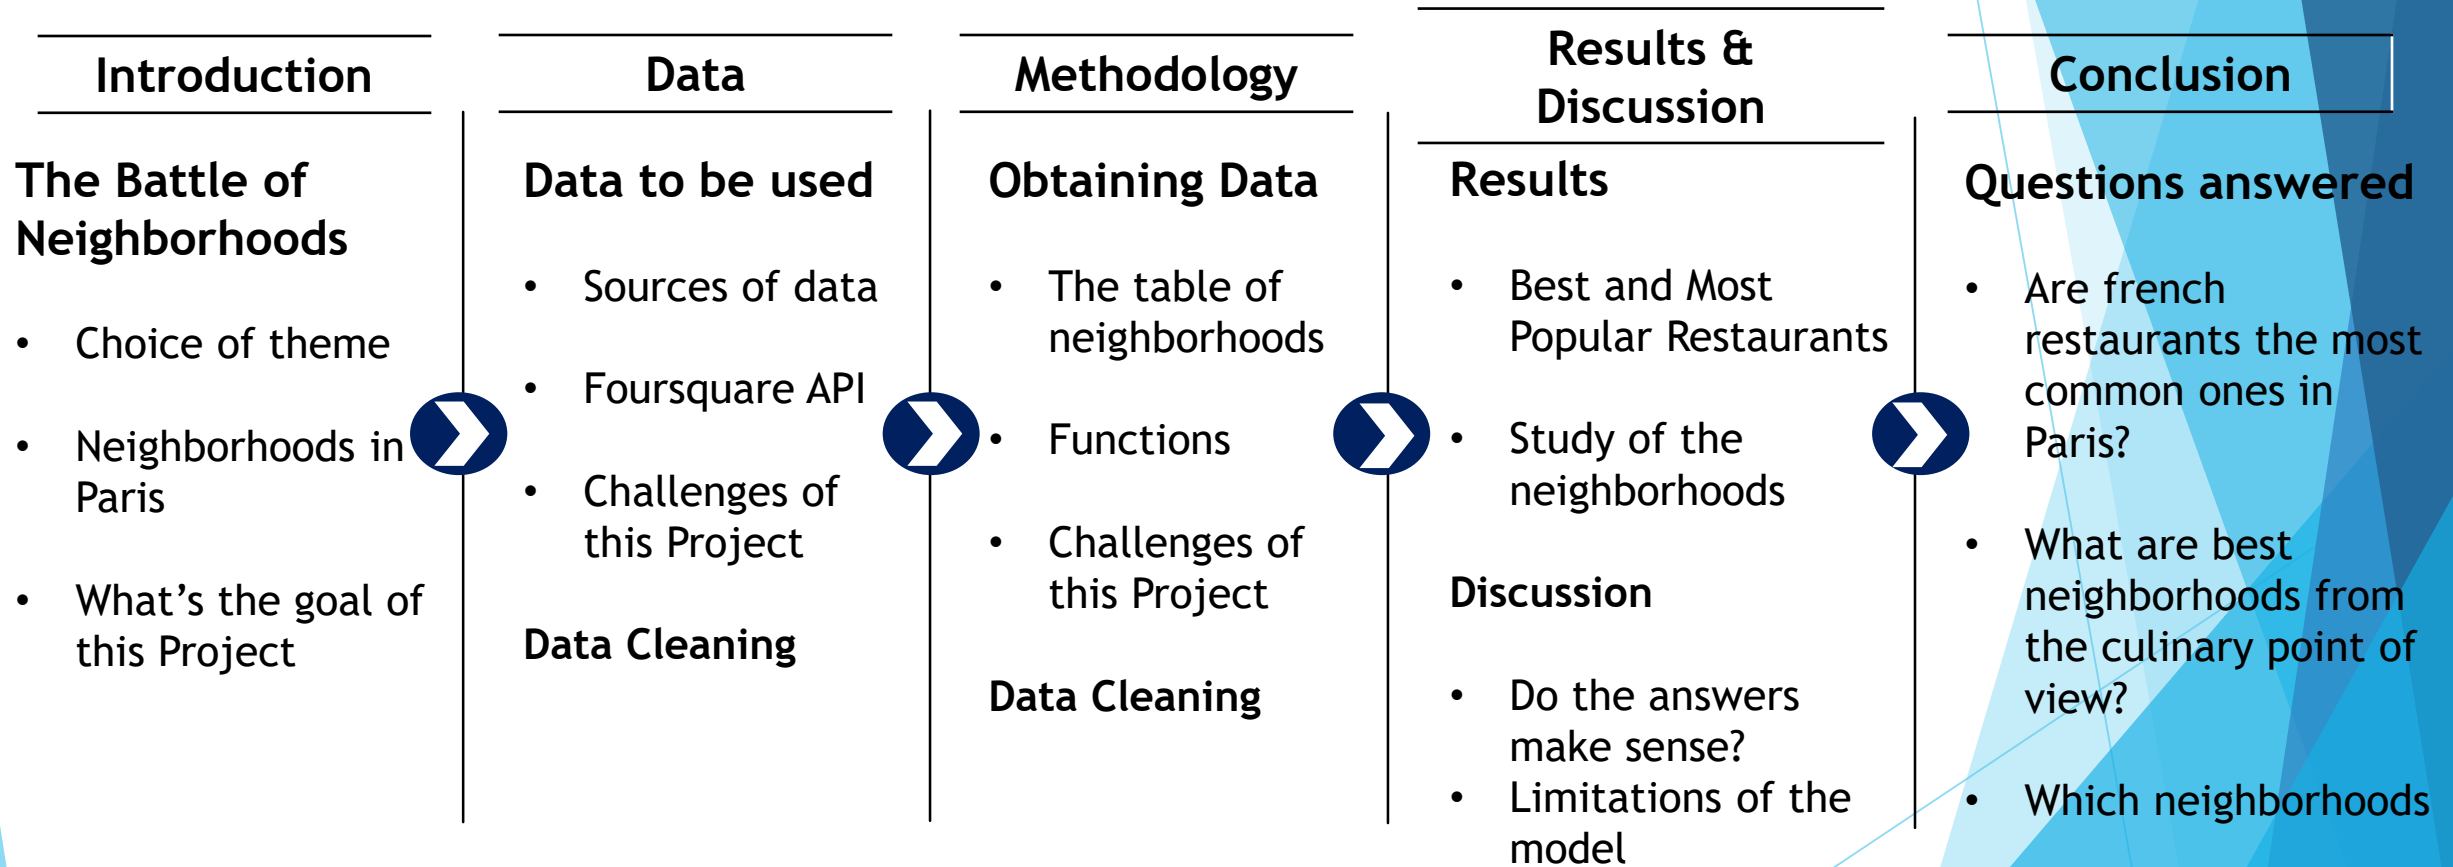 Introduction
The Battle of
Neighborhoods
• Choice of theme
• Neighborhoods in
Paris
• What’s the goal of
this Project
Data
Data to be used
• Sources of data
• Foursquare API
• Challenges of
this Project
Data Cleaning
Methodology
Obtaining Data
• The table of
neighborhoods
• Functions
• Challenges of
this Project
Data Cleaning
Results &
Discussion
Results
• Best and Most
Popular Restaurants
• Study of the
neighborhoods
Discussion
• Do the answers
make sense?
• Limitations of the
model
Conclusion
Questions answered
• Are french
restaurants the most
common ones in
Paris?
• What are best
neighborhoods from
the culinary point of
view?
• Which neighborhoods